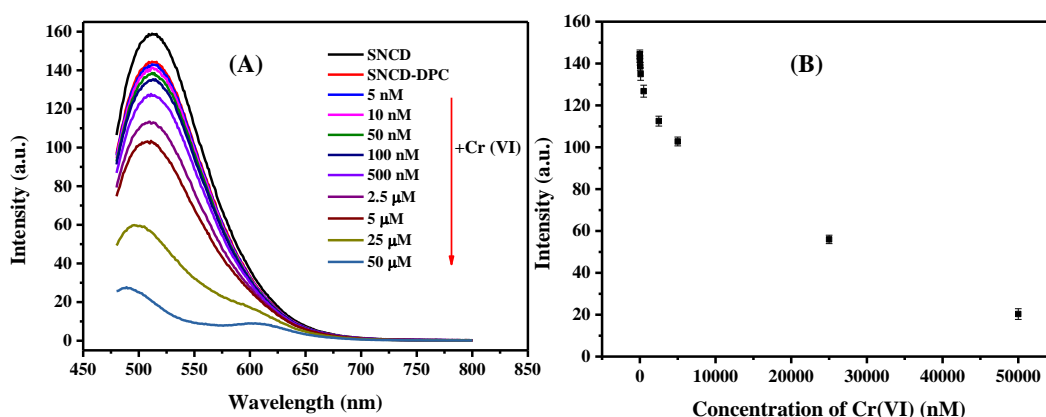 (A)
160
140
120
100
80
60
40
20
0
Intensity (a.u.)
450 500 550 600 650 700 750 800 850
Wavelength (nm)
SNCD
SNCD-DPC
5 nM
10 nM
50 nM
100 nM
500 nM
2.5 μM
5 μM
25 μM
50 μM
+Cr (VI)
(B)
160
140
120
100
80
60
40
20
0
Intensity (a.u.)
0 10000 20000 30000 40000 50000
Concentration of Cr(VI) (nM)